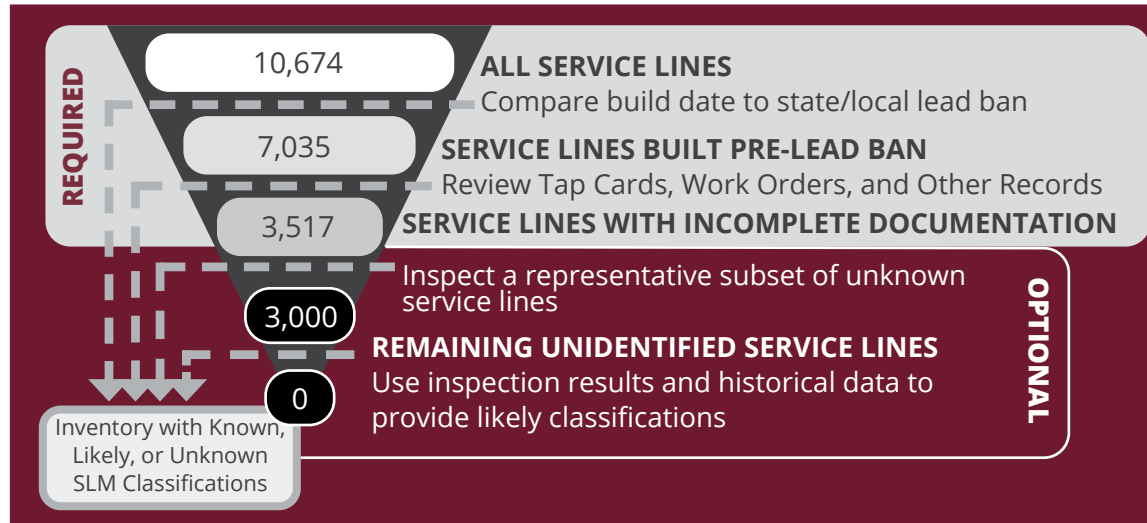 REQUIRED
10,674
ALL SERVICE LINES
Compare build date to state/local lead ban
7,035
SERVICE LINES BUILT PRE-LEAD BAN
Review Tap Cards, Work Orders, and Other Records
3,517
SERVICE LINES WITH INCOMPLETE DOCUMENTATION
Inspect a representative subset of unknown
service lines
OPTIONAL
3,000
REMAINING UNIDENTIFIED SERVICE LINES
Use inspection results and historical data to
provide likely classifications
0
Inventory with Known,
Likely, or Unknown
SLM Classifications